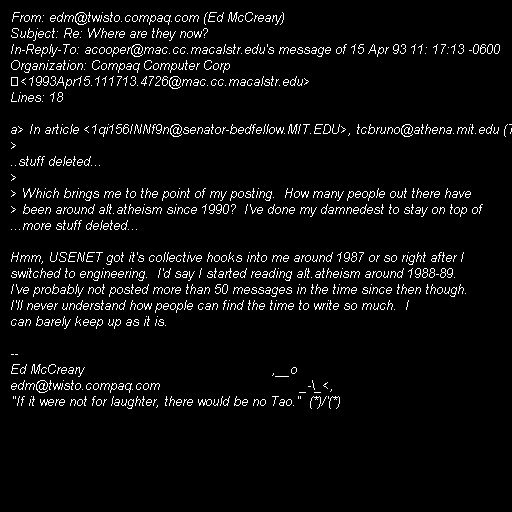 From: edm@twisto.compaq.com (Ed McCreary)
Subject: Re: Where are they now?
In-Reply-To: acooper@mac.cc.macalstr.edu's message of 15 Apr 93 11: 17:13 -0600
Organization: Compaq Computer Corp
<1993Apr15.111713.4726@mac.cc.macalstr.edu>
Lines: 18

a> In article <1qi156INNf9n@senator-bedfellow.MIT.EDU>, tcbruno@athena.mit.edu (
>
..stuff deleted...
>
> Which brings me to the point of my posting.  How many people out there have
> been around alt.atheism since 1990?  I've done my damnedest to stay on top of
...more stuff deleted...

Hmm, USENET got it's collective hooks into me around 1987 or so right after I
switched to engineering.  I'd say I started reading alt.atheism around 1988-89.
I've probably not posted more than 50 messages in the time since then though.
I'll never understand how people can find the time to write so much.  I
can barely keep up as it is.

--
Ed McCreary                                               ,__o
edm@twisto.compaq.com                                   _-\_<,
"If it were not for laughter, there would be no Tao."  (*)/'(*)